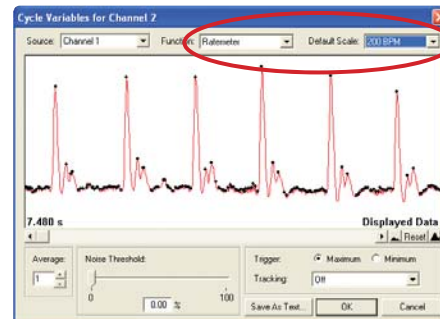 Cycle Variables for Channel 2
Source: Channel 1 Function: Ratemeter Default Scale: 200 BPM
7.480 s Displayed Data
Reset
Average: Noise Threshold: Trigger: Maximum Minimum
1 Tracking: Off
0 100
0.00 %
Save As Text... OK Cancel